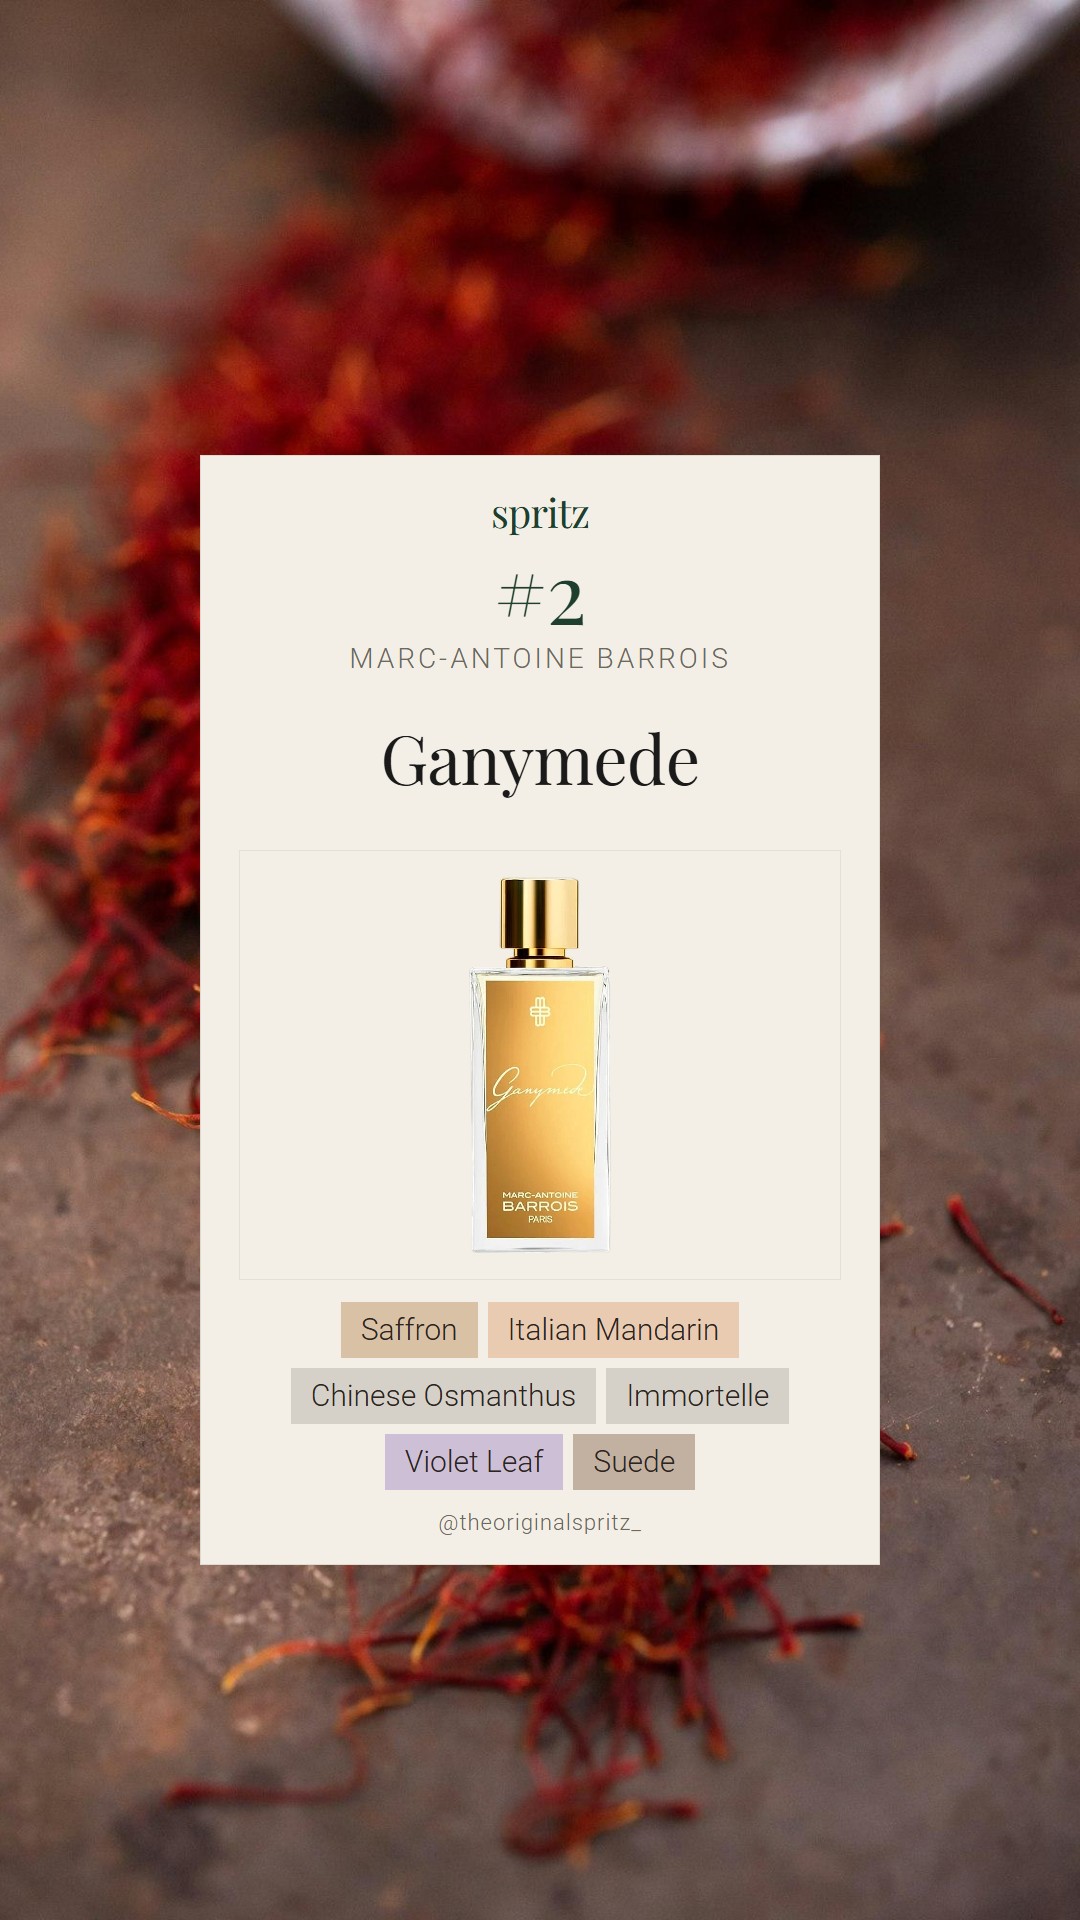 spritz
#2
MARC-ANTOINE BARROIS
Ganymede
Ganymede
MARC-ANTOINE
BARROIS
PARIS
Saffron Italian Mandarin
Chinese Osmanthus Immortelle
Violet Leaf Suede
@theoriginalspritz_